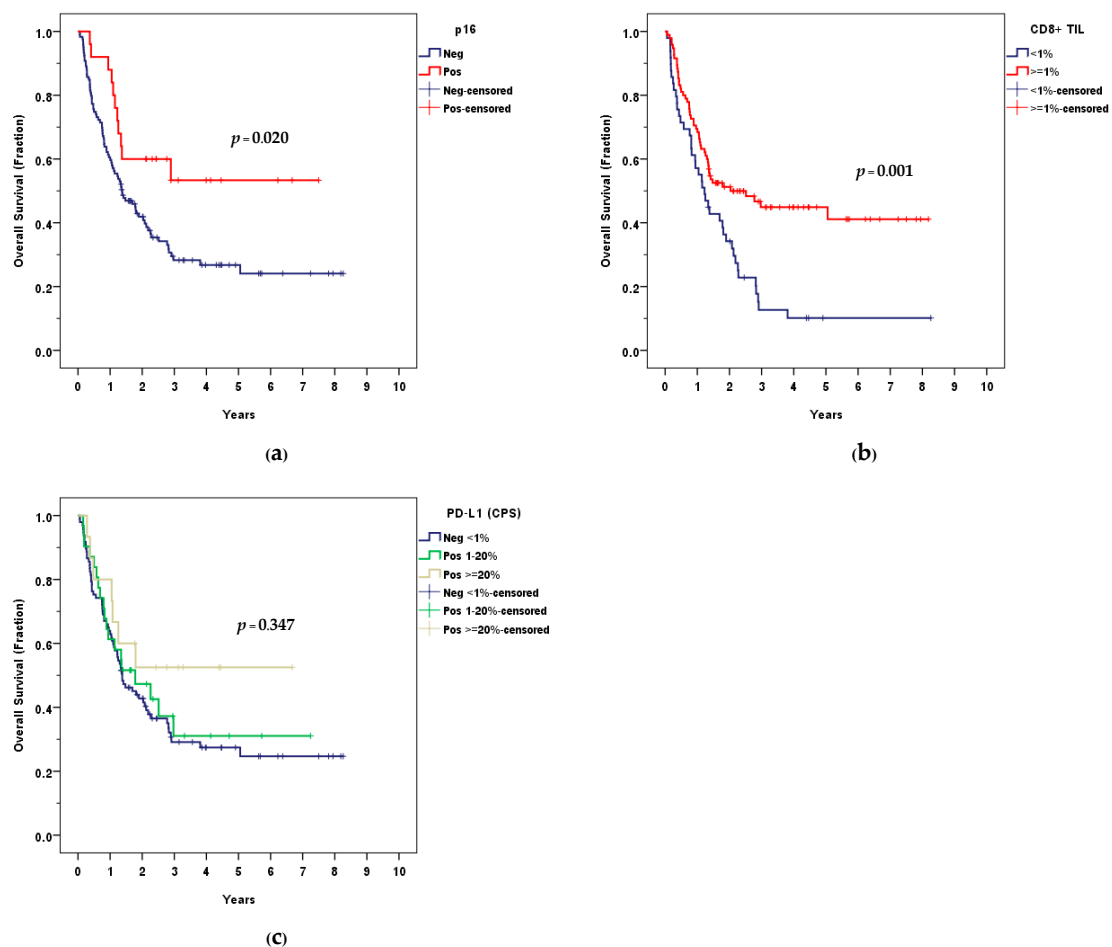 p16
Neg
Pos
Neg-censored
Pos-censored
p = 0.020
Overall Survival (Fraction)
1.0
0.8
0.6
0.4
0.2
0.0
0 1 2 3 4 5 6 7 8 9 10
Years
(a)
CD8+ TIL
<1%
>=1%
<1%-censored
>=1%-censored
p = 0.001
Overall Survival (Fraction)
1.0
0.8
0.6
0.4
0.2
0.0
0 1 2 3 4 5 6 7 8 9 10
Years
(b)
PD-L1 (CPS)
Neg <1%
Pos 1-20%
Pos >=20%
Neg <1%-censored
Pos 1-20%-censored
Pos >=20%-censored
p = 0.347
Overall Survival (Fraction)
1.0
0.8
0.6
0.4
0.2
0.0
0 1 2 3 4 5 6 7 8 9 10
Years
(c)